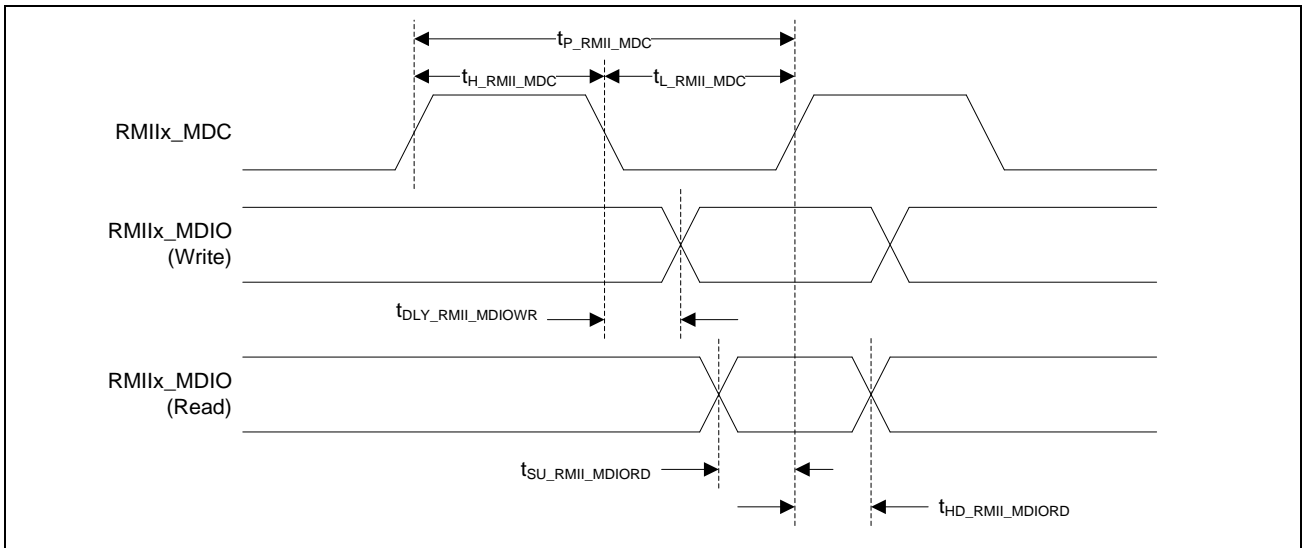 tP_RMII_MDC
tH_RMII_MDC
tL_RMII_MDC
RMIIx_MDC
RMIIx_MDIO
(Write)
tDLY_RMII_MDIOWR
RMIIx_MDIO
(Read)
tSU_RMII_MDIORD
tHD_RMII_MDIORD